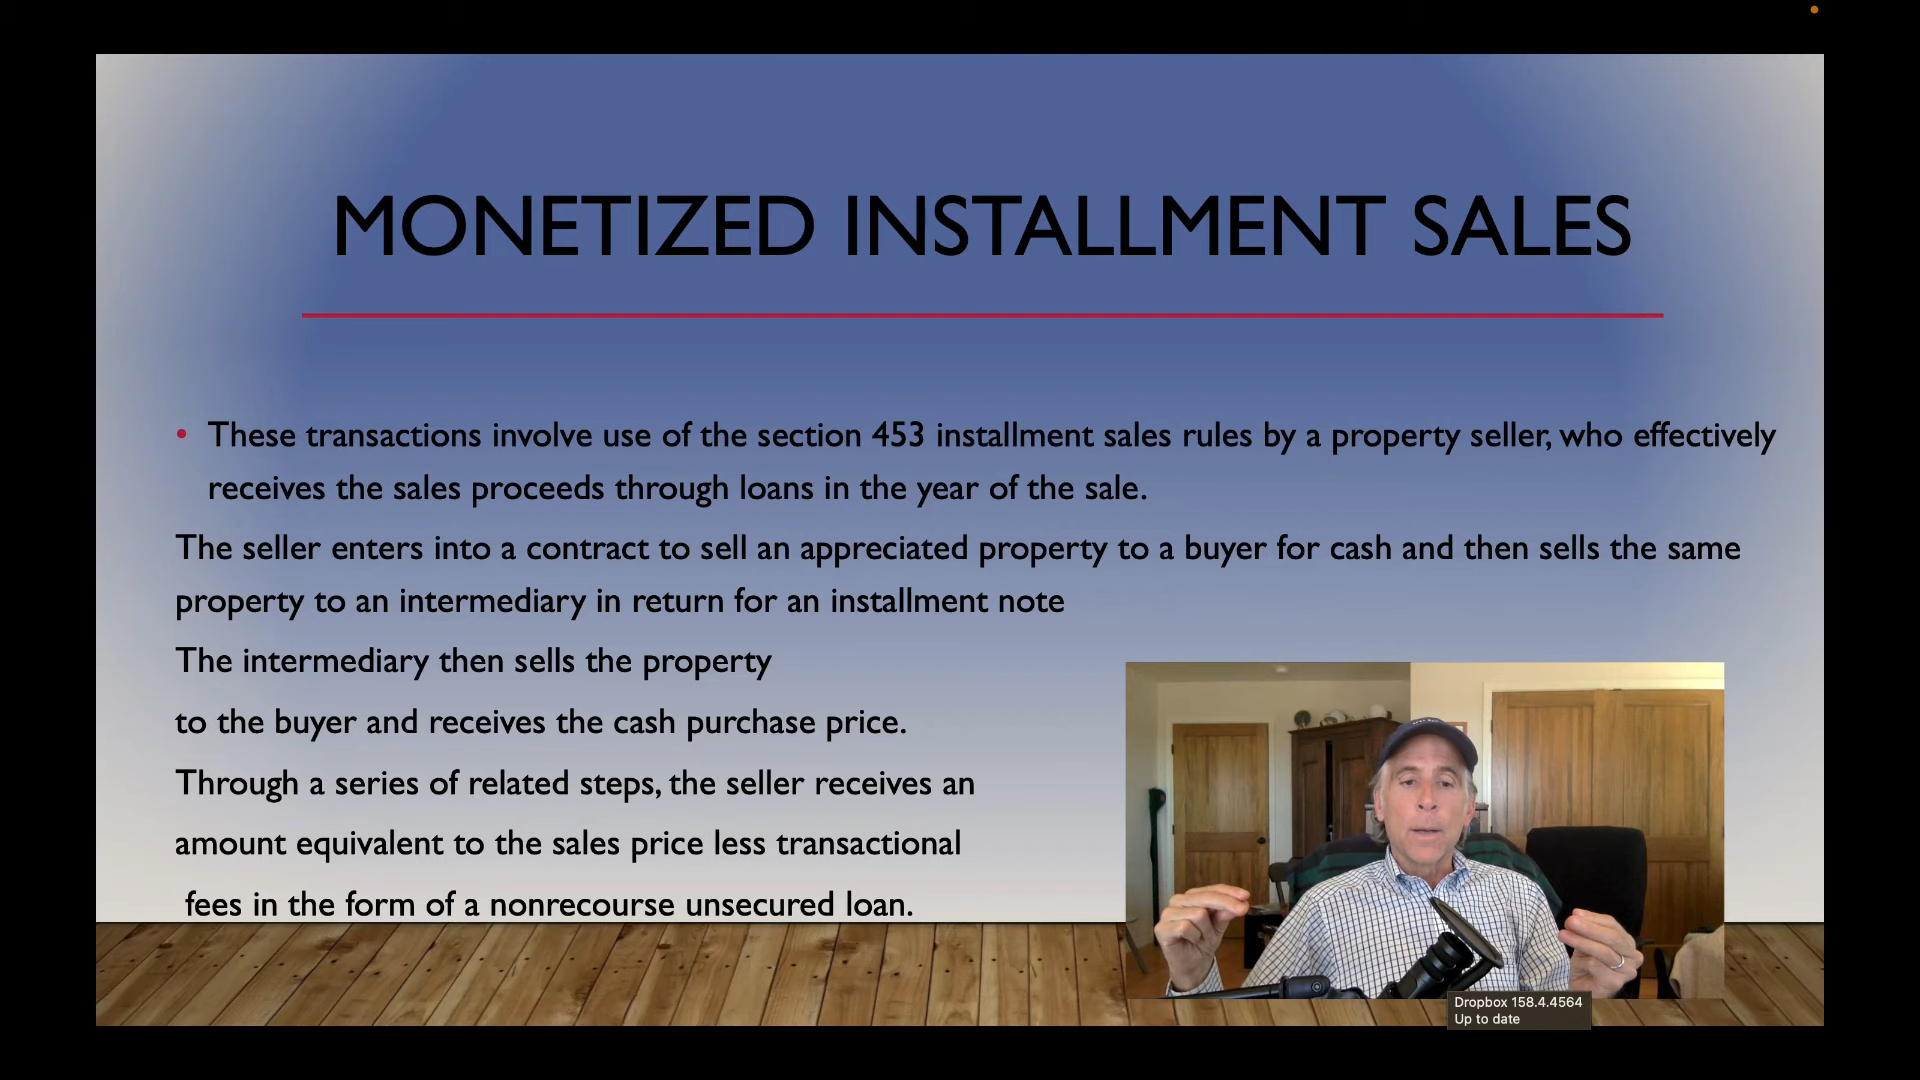 MONETIZED INSTALLMENT SALES
• These transactions involve use of the section 453 installment sales rules by a property seller, who effectively
receives the sales proceeds through loans in the year of the sale.
The seller enters into a contract to sell an appreciated property to a buyer for cash and then sells the same
property to an intermediary in return for an installment note
The intermediary then sells the property
to the buyer and receives the cash purchase price.
Through a series of related steps, the seller receives an
amount equivalent to the sales price less transactional
fees in the form of a nonrecourse unsecured loan.
Dropbox 158.4.4564
Up to date